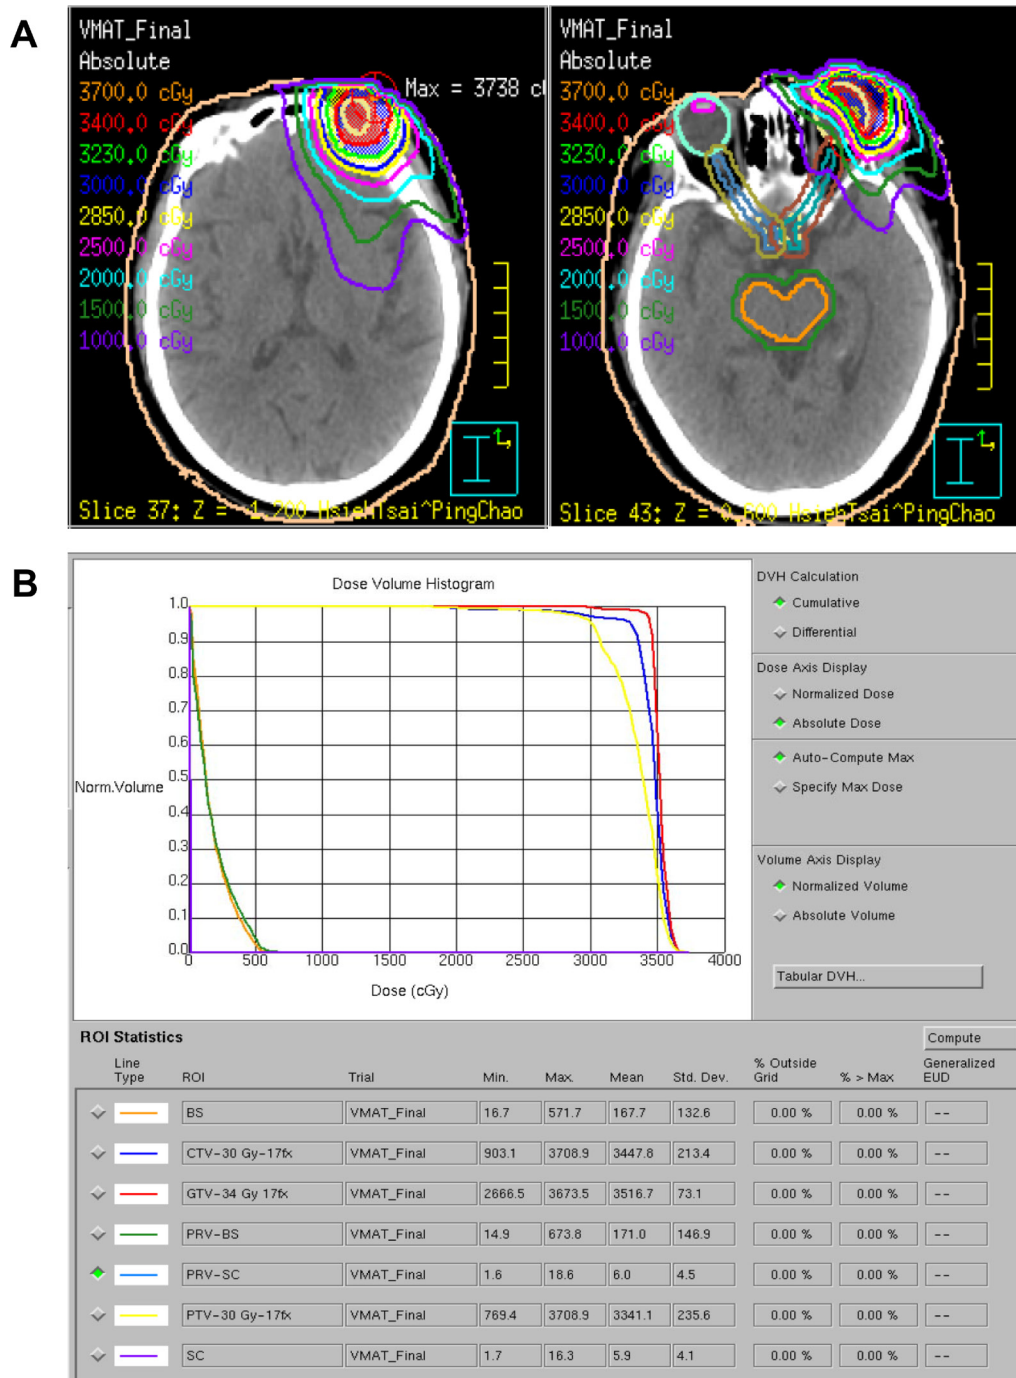 A
VMAT_Final
Absolute
3700.0 cGy
3400.0 cGy
3230.0 cGy
3000.0 cGy
2850.0 cGy
2500.0 cGy
2000.0 cGy
1500.0 cGy
1000.0 cGy
Max = 3738 c
Slice 37: Z = -1.200 HsiehTsai^PingChao
VMAT_Final
Absolute
3700.0 cGy
3400.0 cGy
3230.0 cGy
3000.0 cGy
2850.0 cGy
2500.0 cGy
2000.0 cGy
1500.0 cGy
1000.0 cGy
Slice 43: Z = 0.600 HsiehTsai^PingChao
B
Dose Volume Histogram
1.0
0.9
0.8
0.7
0.6
0.5
0.4
0.3
0.2
0.1
0.0
Norm.Volume
0 500 1000 1500 2000 2500 3000 3500 4000
Dose (cGy)
DVH Calculation
Cumulative
Differential
Dose Axis Display
Normalized Dose
Absolute Dose
Auto-Compute Max
Specify Max Dose
Volume Axis Display
Normalized Volume
Absolute Volume
Tabular DVH...
ROI Statistics
Compute
Line Type ROI Trial Min. Max. Mean Std. Dev. % Outside Grid % > Max Generalized EUD
BS VMAT_Final 16.7 571.7 167.7 132.6 0.00 % 0.00 % --
CTV-30 Gy-17fx VMAT_Final 903.1 3708.9 3447.8 213.4 0.00 % 0.00 % --
GTV-34 Gy 17fx VMAT_Final 2666.5 3673.5 3516.7 73.1 0.00 % 0.00 % --
PRV-BS VMAT_Final 14.9 673.8 171.0 146.9 0.00 % 0.00 % --
PRV-SC VMAT_Final 1.6 18.6 6.0 4.5 0.00 % 0.00 % --
PTV-30 Gy-17fx VMAT_Final 769.4 3708.9 3341.1 235.6 0.00 % 0.00 % --
SC VMAT_Final 1.7 16.3 5.9 4.1 0.00 % 0.00 % --